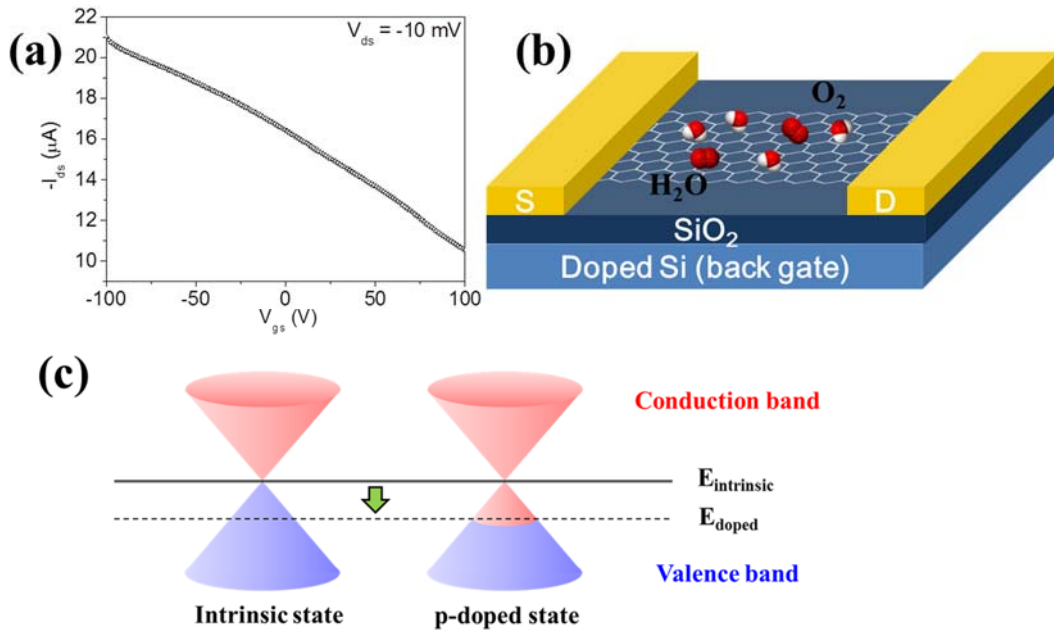 (a)
V_ds = -10 mV
22
20
18
16
14
12
10
-I_ds (μA)
-100
-50
0
50
100
V_gs (V)
(b)
O₂
H₂O
S
D
SiO₂
Doped Si (back gate)
(c)
Conduction band
E_intrinsic
E_doped
Valence band
Intrinsic state
p-doped state